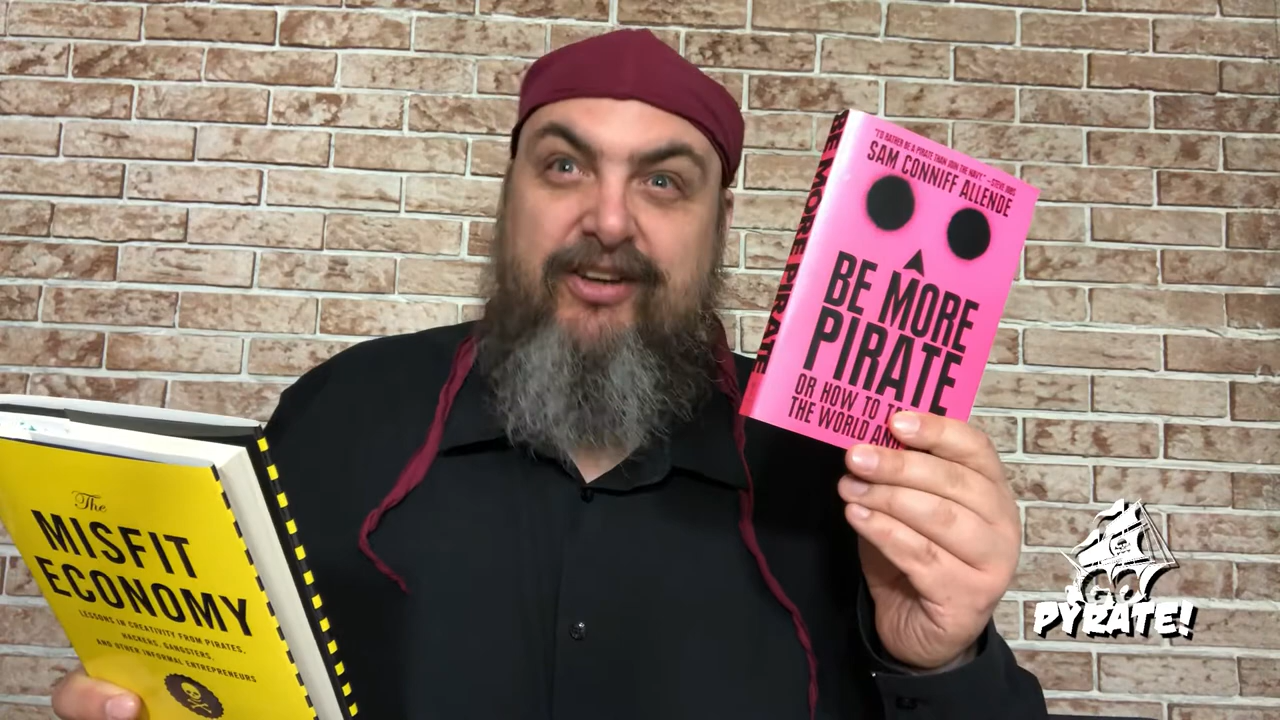 The
MISFIT
ECONOMY
LESSONS IN CREATIVITY FROM PIRATES,
HACKERS, GANGSTERS,
AND OTHER INFORMAL ENTREPRENEURS
BE MORE PIRATE
"I'D RATHER BE A PIRATE THAN JOIN THE NAVY." —STEVE JOBS
SAM CONNIFF ALLENDE
BE MORE
PIRATE
OR HOW TO
THE WORLD AN
GO
PYRATE!